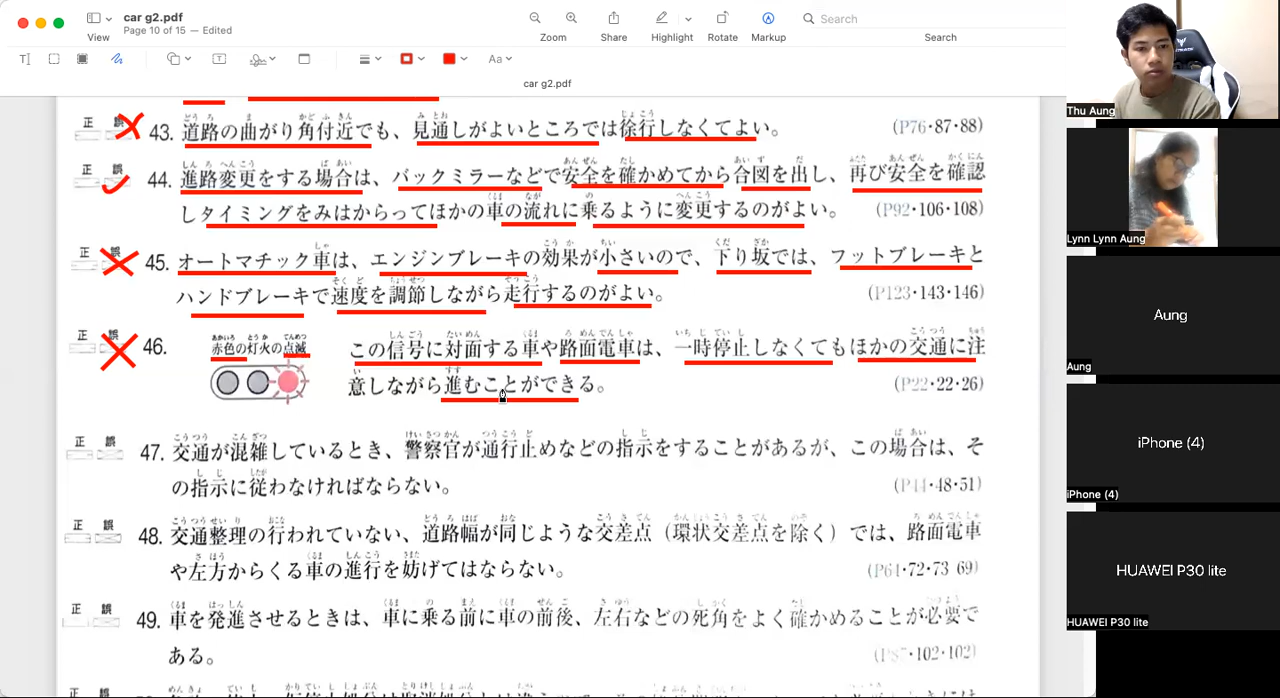 car g2.pdf
Page 10 of 15 — Edited
View
Zoom
Share
Highlight
Rotate
Markup
Search
Search
Aa
car g2.pdf
正 誤 43. 道路の曲がり角付近でも、見通しがよいところでは徐行しなくてよい。 (P76・87・88)
正 誤 44. 進路変更をする場合は、バックミラーなどで安全を確かめてから合図を出し、再び安全を確認
しタイミングをみはからってほかの車の流れに乗るように変更するのがよい。 (P92・106・108)
正 誤 45. オートマチック車は、エンジンブレーキの効果が小さいので、下り坂では、フットブレーキと
ハンドブレーキで速度を調節しながら走行するのがよい。 (P123・143・146)
正 誤 46. 赤色の灯火の点滅 この信号に対面する車や路面電車は、一時停止しなくてもほかの交通に注
意しながら進むことができる。 (P22・22・26)
正 誤 47. 交通が混雑しているとき、警察官が通行止めなどの指示をすることがあるが、この場合は、そ
の指示に従わなければならない。 (P44・48・51)
正 誤 48. 交通整理の行われていない、道路幅が同じような交差点（環状交差点を除く）では、路面電車
や左方からくる車の進行を妨げてはならない。 (P64・72・73 69)
正 誤 49. 車を発進させるときは、車に乗る前に車の前後、左右などの死角をよく確かめることが必要で
ある。 (P87・102・102)
正 誤
Thu Aung
Lynn Lynn Aung
Aung
Aung
iPhone (4)
iPhone (4)
HUAWEI P30 lite
HUAWEI P30 lite